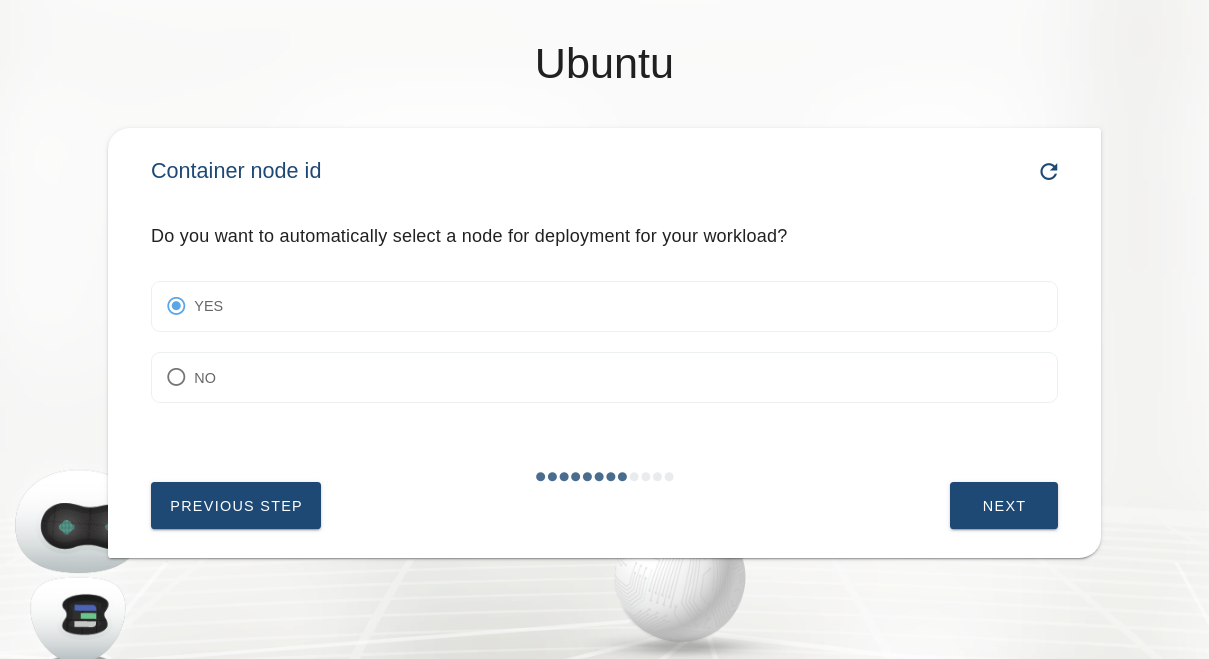 Ubuntu
Container node id
Do you want to automatically select a node for deployment for your workload?
YES
NO
PREVIOUS STEP
NEXT